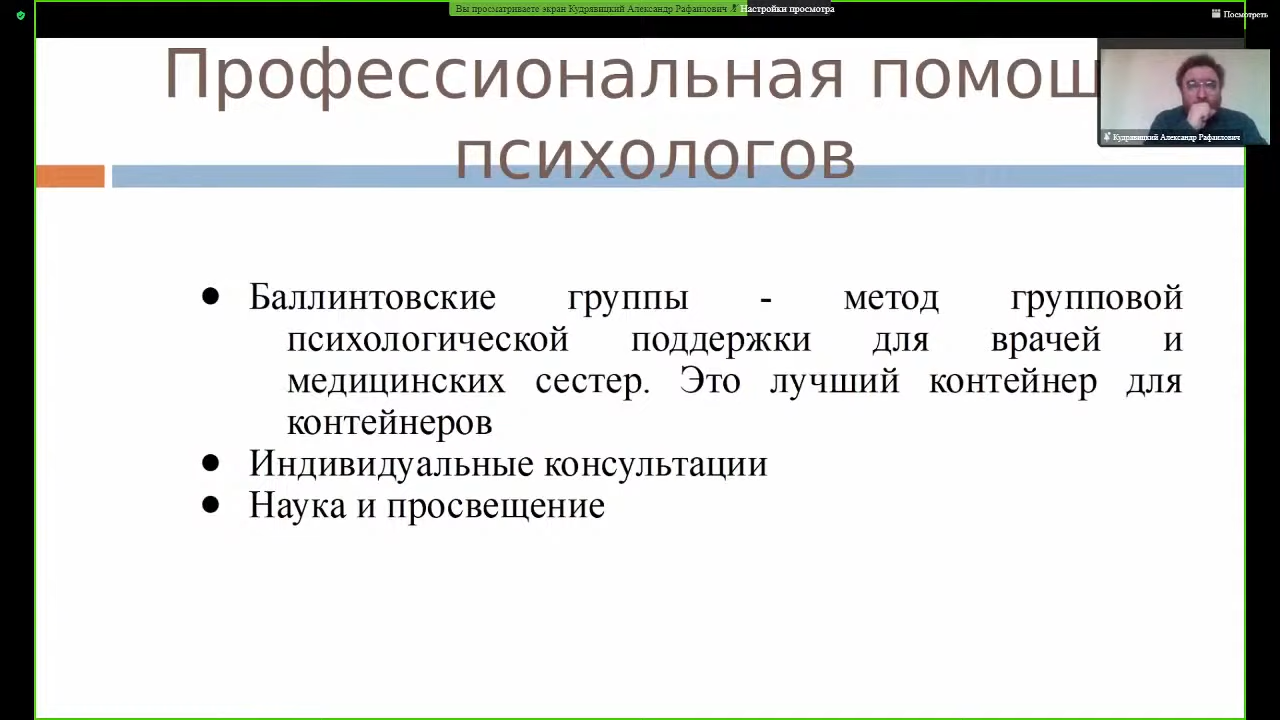 Вы просматриваете экран Кудрявицкий Александр Рафаилович
Настройки просмотра
Посмотреть
Профессиональная помощ
психологов
Кудрявицкий Александр Рафаилович
● Баллинтовские группы - метод групповой
психологической поддержки для врачей и
медицинских сестер. Это лучший контейнер для
контейнеров
● Индивидуальные консультации
● Наука и просвещение